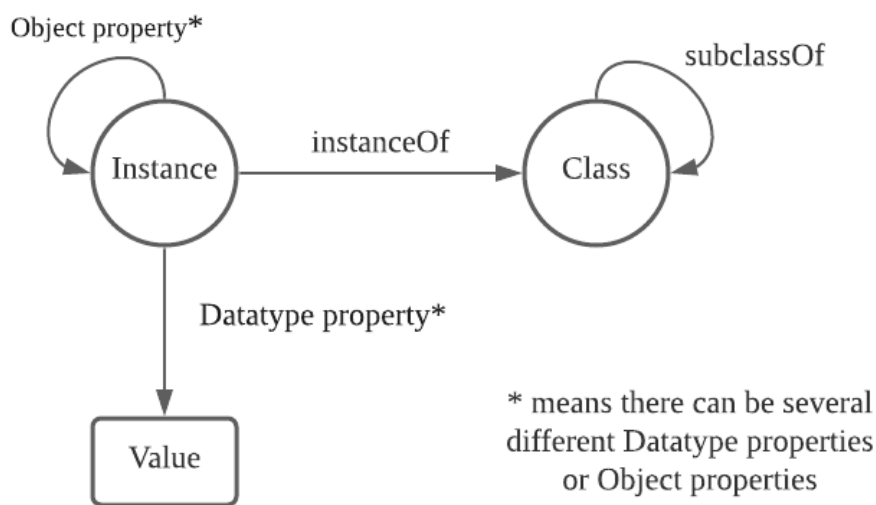 Object property*
subclassOf
instanceOf
Instance
Class
Datatype property*
Value
* means there can be several
different Datatype properties
or Object properties